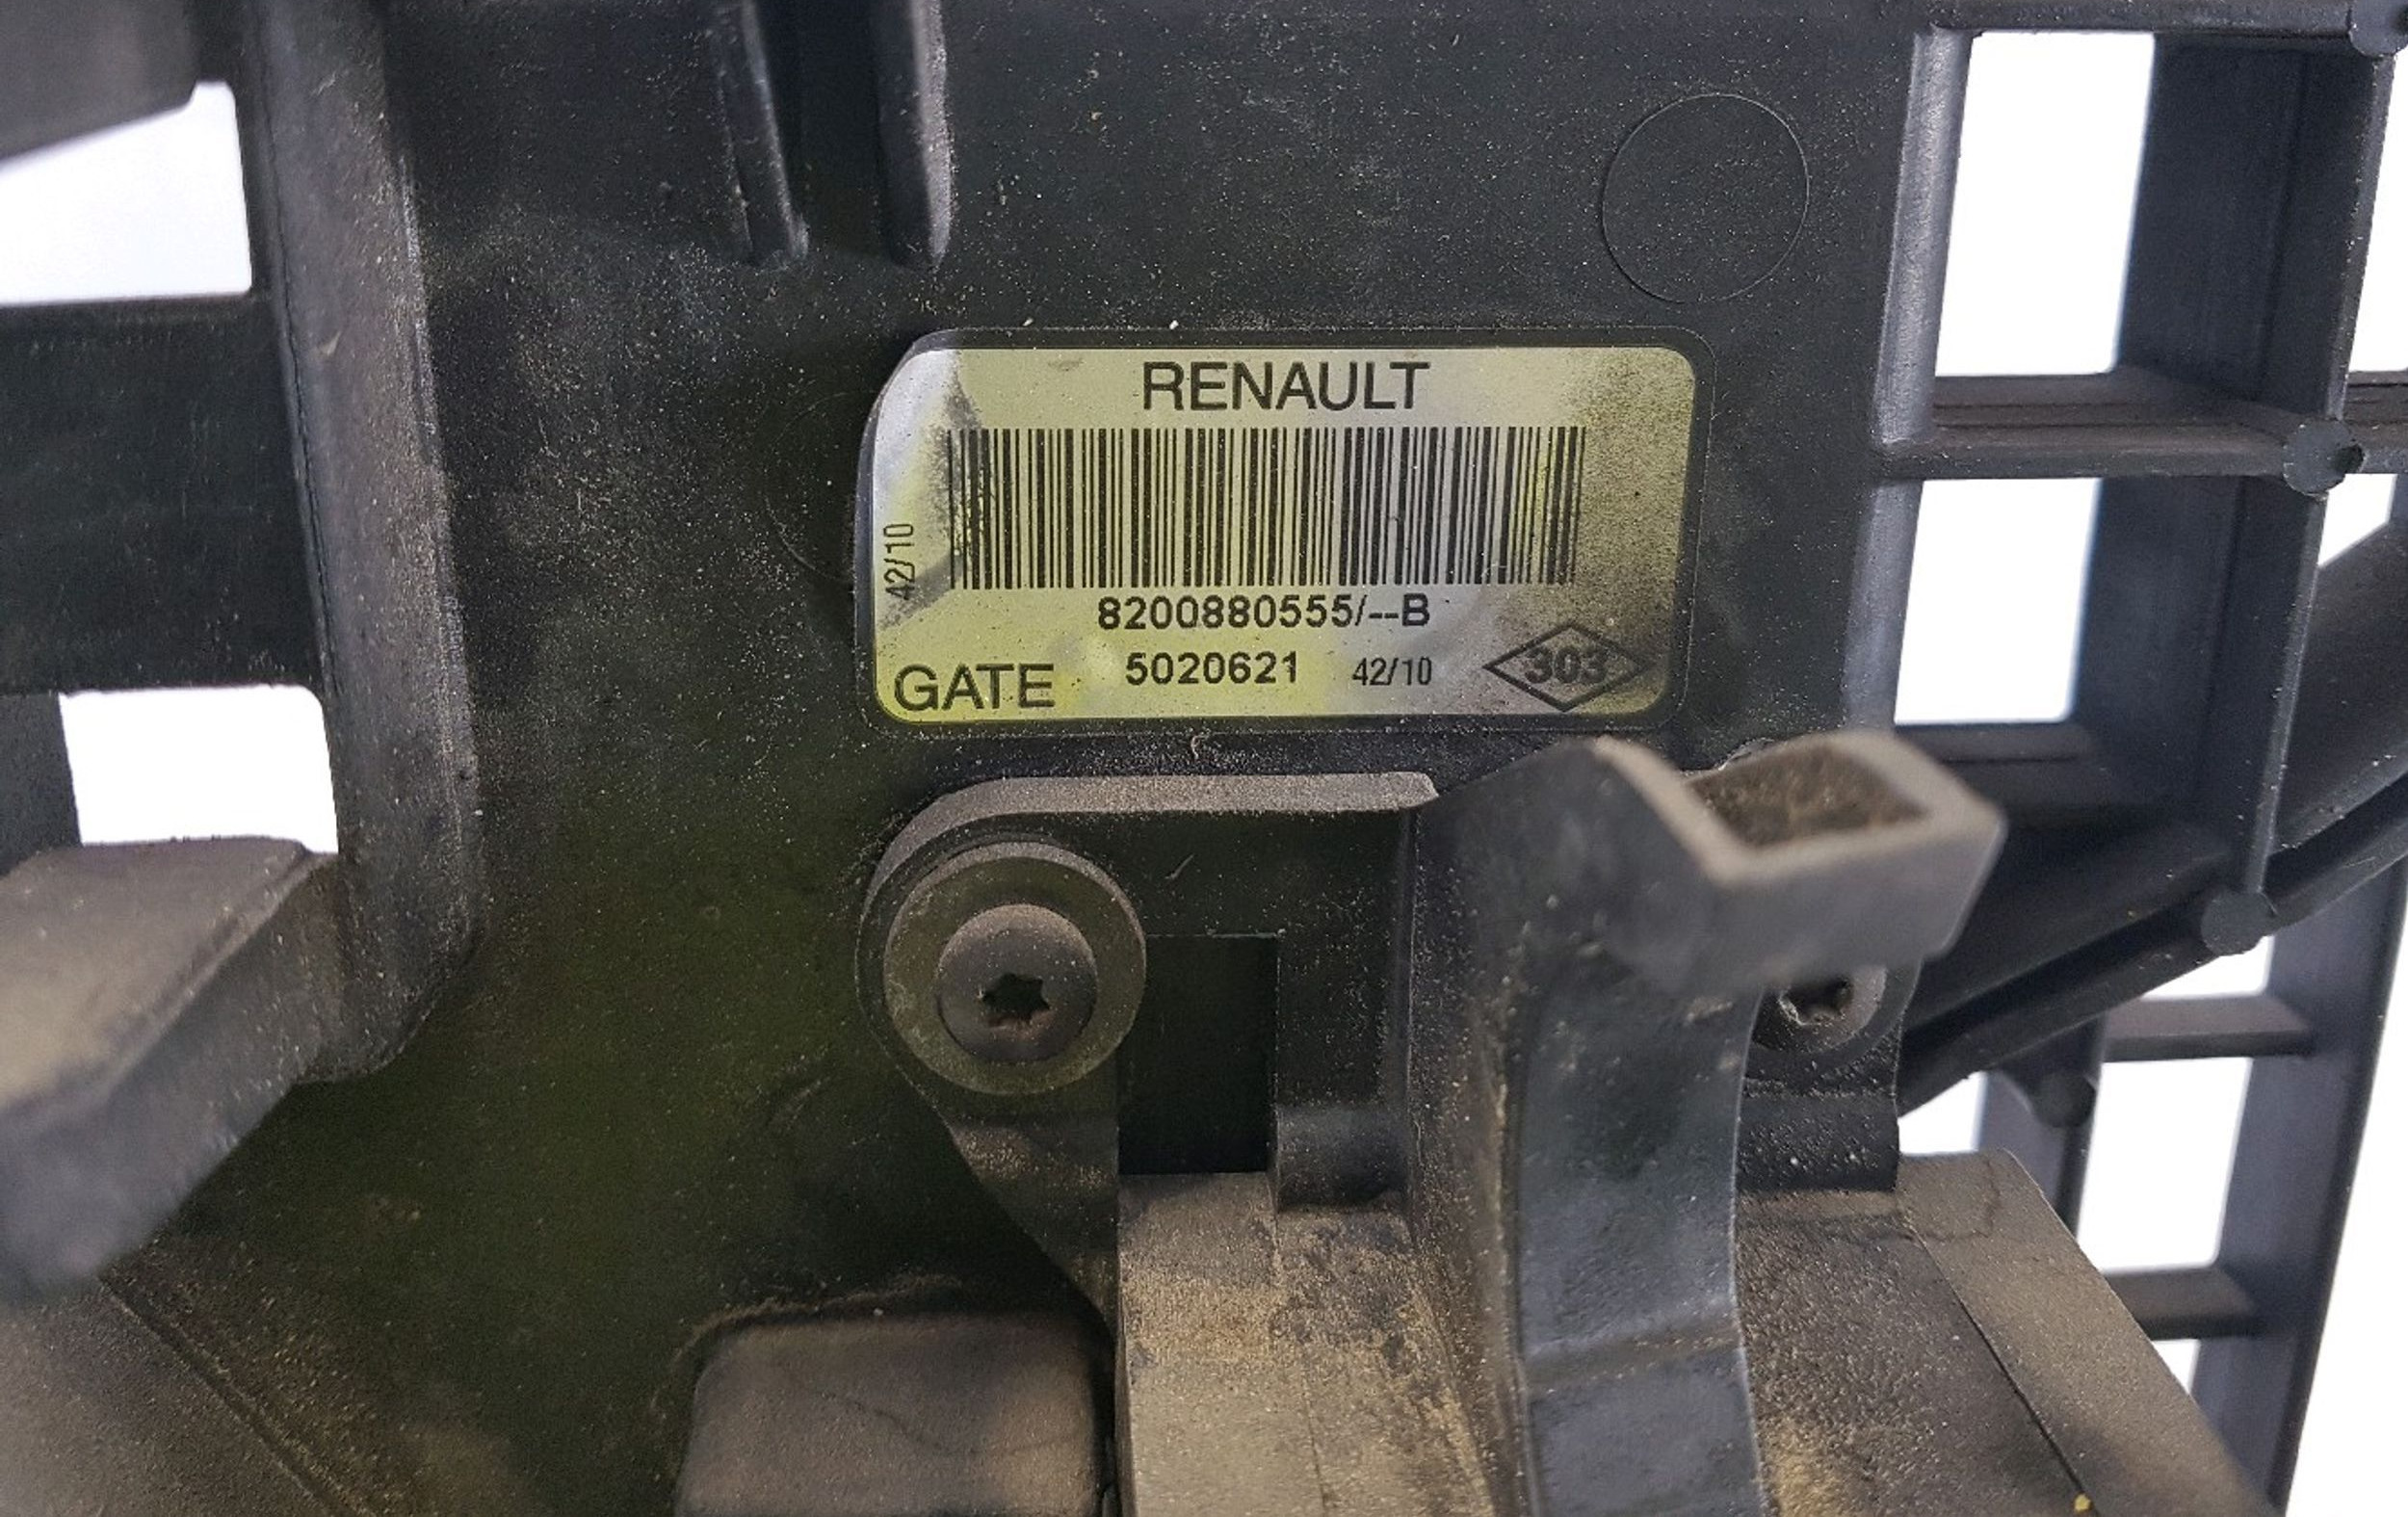 RENAULT
42/10
8200880555/--B
GATE 5020621 42/10 303